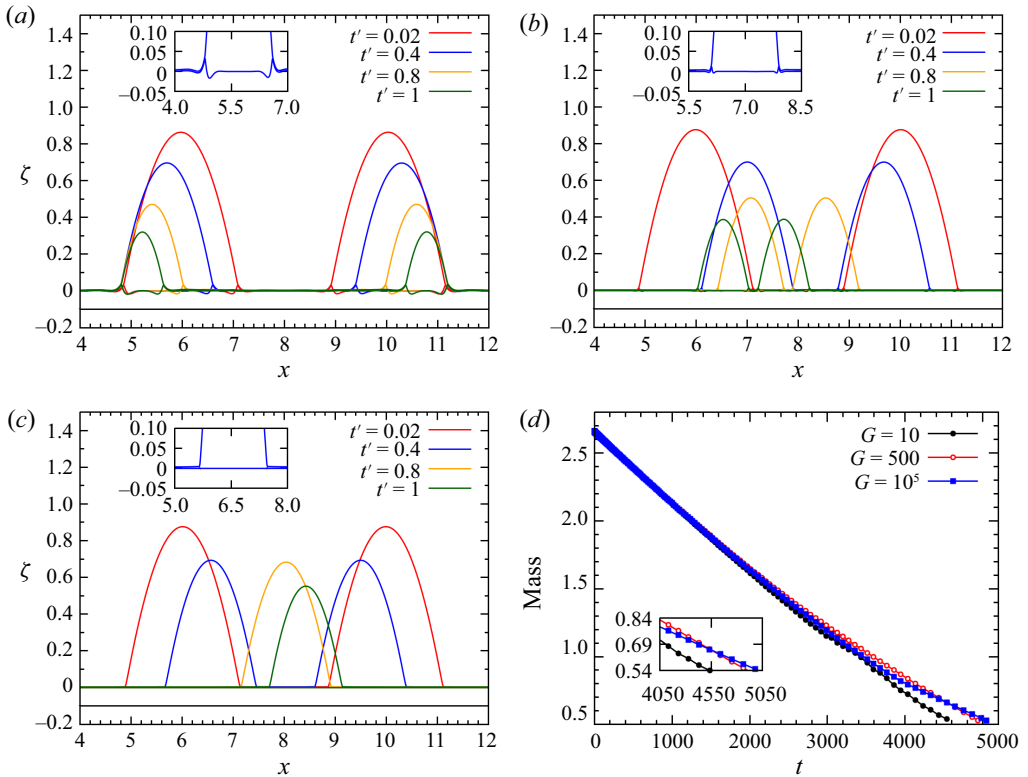 (a)
1.4
1.2
1.0
0.8
0.6
0.4
0.2
0
–0.2
ζ
0.10
0.05
0
–0.05
4.0 5.5 7.0
t′ = 0.02
t′ = 0.4
t′ = 0.8
t′ = 1
4 5 6 7 8 9 10 11 12
x
(b)
1.4
1.2
1.0
0.8
0.6
0.4
0.2
0
–0.2
0.10
0.05
0
–0.05
5.5 7.0 8.5
t′ = 0.02
t′ = 0.4
t′ = 0.8
t′ = 1
4 5 6 7 8 9 10 11 12
x
(c)
1.4
1.2
1.0
0.8
0.6
0.4
0.2
0
–0.2
ζ
0.10
0.05
0
–0.05
5.0 6.5 8.0
t′ = 0.02
t′ = 0.4
t′ = 0.8
t′ = 1
4 5 6 7 8 9 10 11 12
x
(d)
2.5
2.0
1.5
1.0
0.5
Mass
G = 10
G = 500
G = 10⁵
0.84
0.69
0.54
4050 4550 5050
0 1000 2000 3000 4000 5000
t